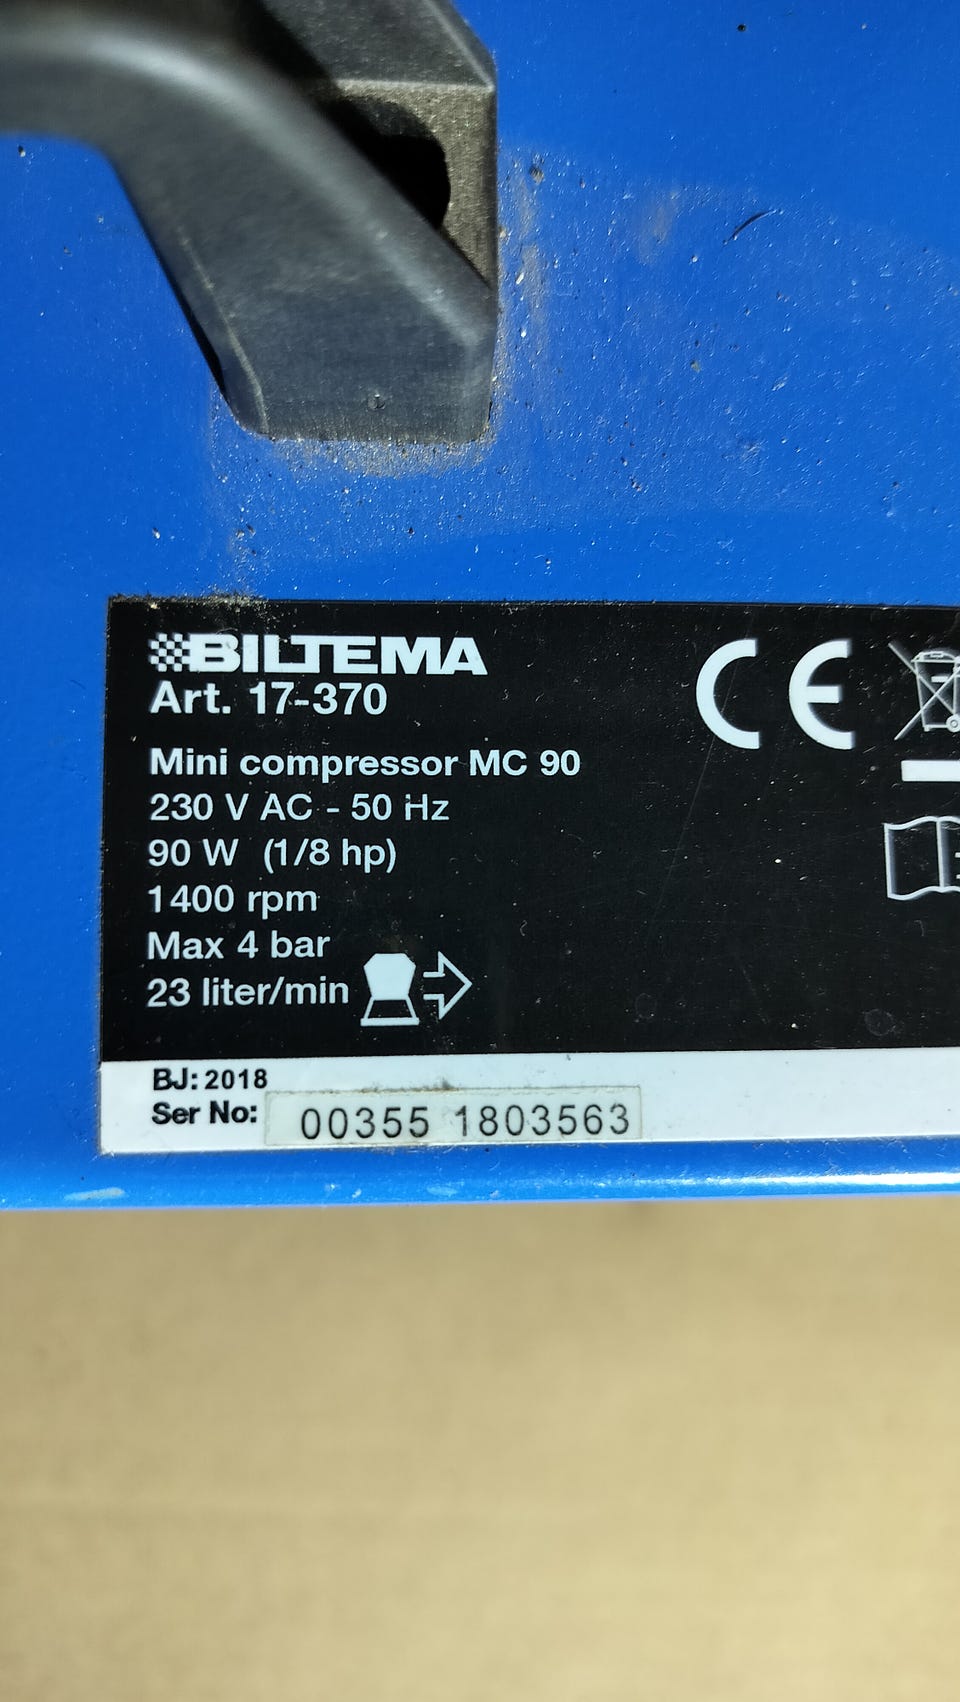 BILTEMA
Art. 17-370
Mini compressor MC 90
230 V AC - 50 Hz
90 W (1/8 hp)
1400 rpm
Max 4 bar
23 liter/min
CE
BJ: 2018
Ser No: 00355 1803563